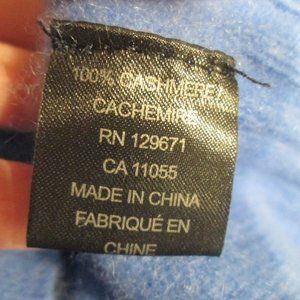 100% CASHMERE/
CACHEMIRE
RN 129671
CA 11055
MADE IN CHINA
FABRIQUÉ EN
CHINE